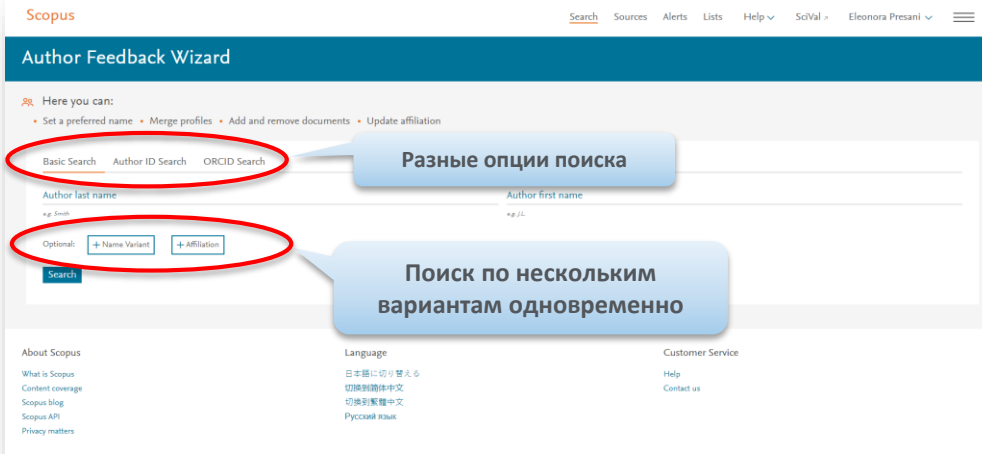 Scopus
Search Sources Alerts Lists Help SciVal Eleonora Presani
Author Feedback Wizard
Here you can:
• Set a preferred name • Merge profiles • Add and remove documents • Update affiliation
Basic Search Author ID Search ORCID Search
Разные опции поиска
Author last name Author first name
e.g. Smith e.g. J.L.
Optional: + Name Variant + Affiliation
Search
Поиск по нескольким
вариантам одновременно
About Scopus Language Customer Service
What is Scopus 日本語に切り替える Help
Content coverage 切换到简体中文 Contact us
Scopus blog 切換到繁體中文
Scopus API Русский язык
Privacy matters